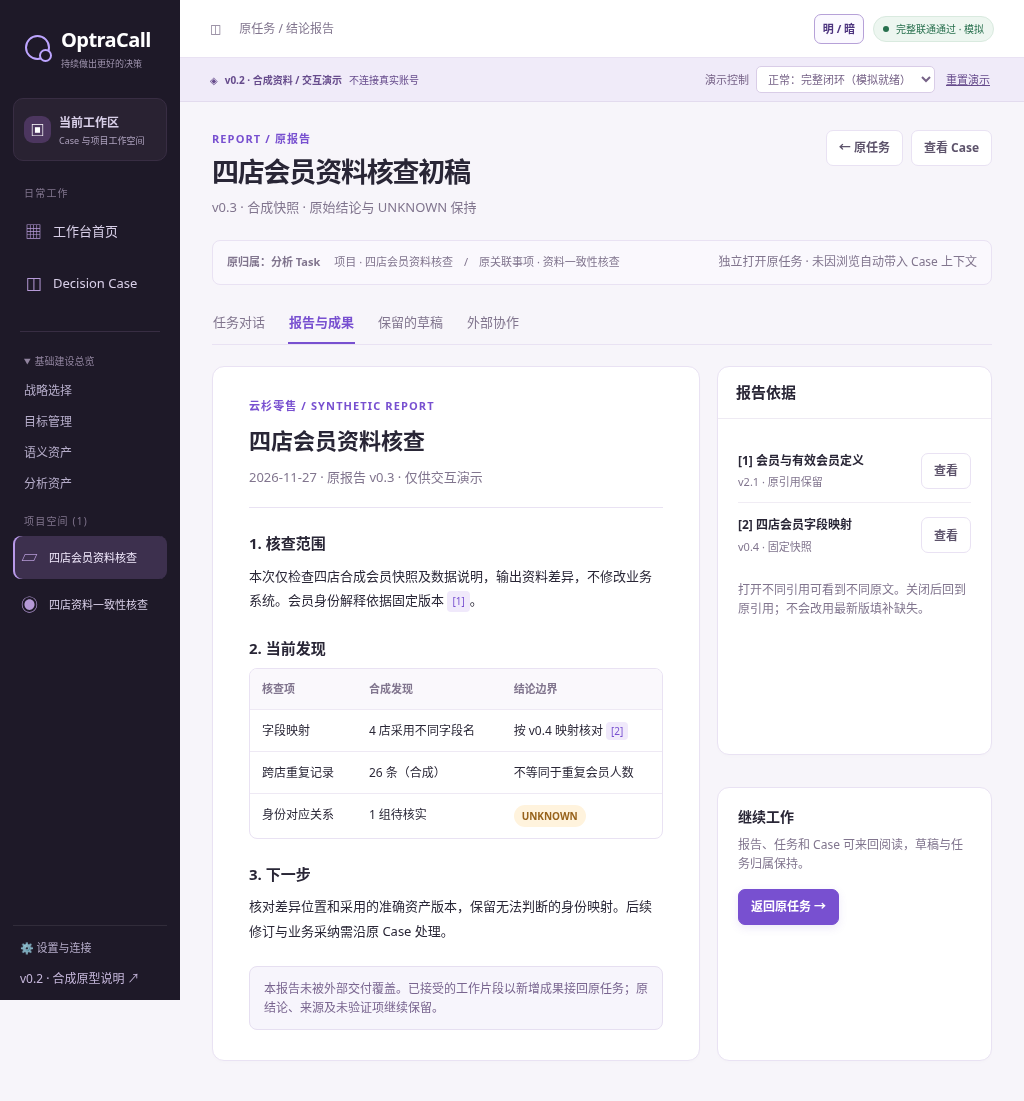 OptraCall
持续做出更好的决策
当前工作区
Case 与项目工作空间
日常工作
工作台首页
Decision Case
▼ 基础建设总览
战略选择
目标管理
语义资产
分析资产
项目空间 (1)
四店会员资料核查
四店资料一致性核查
设置与连接
v0.2 · 合成原型说明 ↗
原任务 / 结论报告
明 / 暗
完整联通通过 · 模拟
v0.2 · 合成资料 / 交互演示 不连接真实账号
演示控制
正常：完整闭环（模拟就绪）
重置演示
REPORT / 原报告
四店会员资料核查初稿
v0.3 · 合成快照 · 原始结论与 UNKNOWN 保持
← 原任务
查看 Case
原归属：分析 Task 项目 · 四店会员资料核查 / 原关联事项 · 资料一致性核查
独立打开原任务 · 未因浏览自动带入 Case 上下文
任务对话 报告与成果 保留的草稿 外部协作
云杉零售 / SYNTHETIC REPORT
四店会员资料核查
2026-11-27 · 原报告 v0.3 · 仅供交互演示
1. 核查范围
本次仅检查四店合成会员快照及数据说明，输出资料差异，不修改业务
系统。会员身份解释依据固定版本 [1] 。
2. 当前发现
核查项 合成发现 结论边界
字段映射 4 店采用不同字段名 按 v0.4 映射核对 [2]
跨店重复记录 26 条（合成） 不等同于重复会员人数
身份对应关系 1 组待核实 UNKNOWN
3. 下一步
核对差异位置和采用的准确资产版本，保留无法判断的身份映射。后续
修订与业务采纳需沿原 Case 处理。
本报告未被外部交付覆盖。已接受的工作片段以新增成果接回原任务；原
结论、来源及未验证项继续保留。
报告依据
[1] 会员与有效会员定义
v2.1 · 原引用保留
查看
[2] 四店会员字段映射
v0.4 · 固定快照
查看
打开不同引用可看到不同原文。关闭后回到
原引用；不会改用最新版填补缺失。
继续工作
报告、任务和 Case 可来回阅读，草稿与任
务归属保持。
返回原任务 →